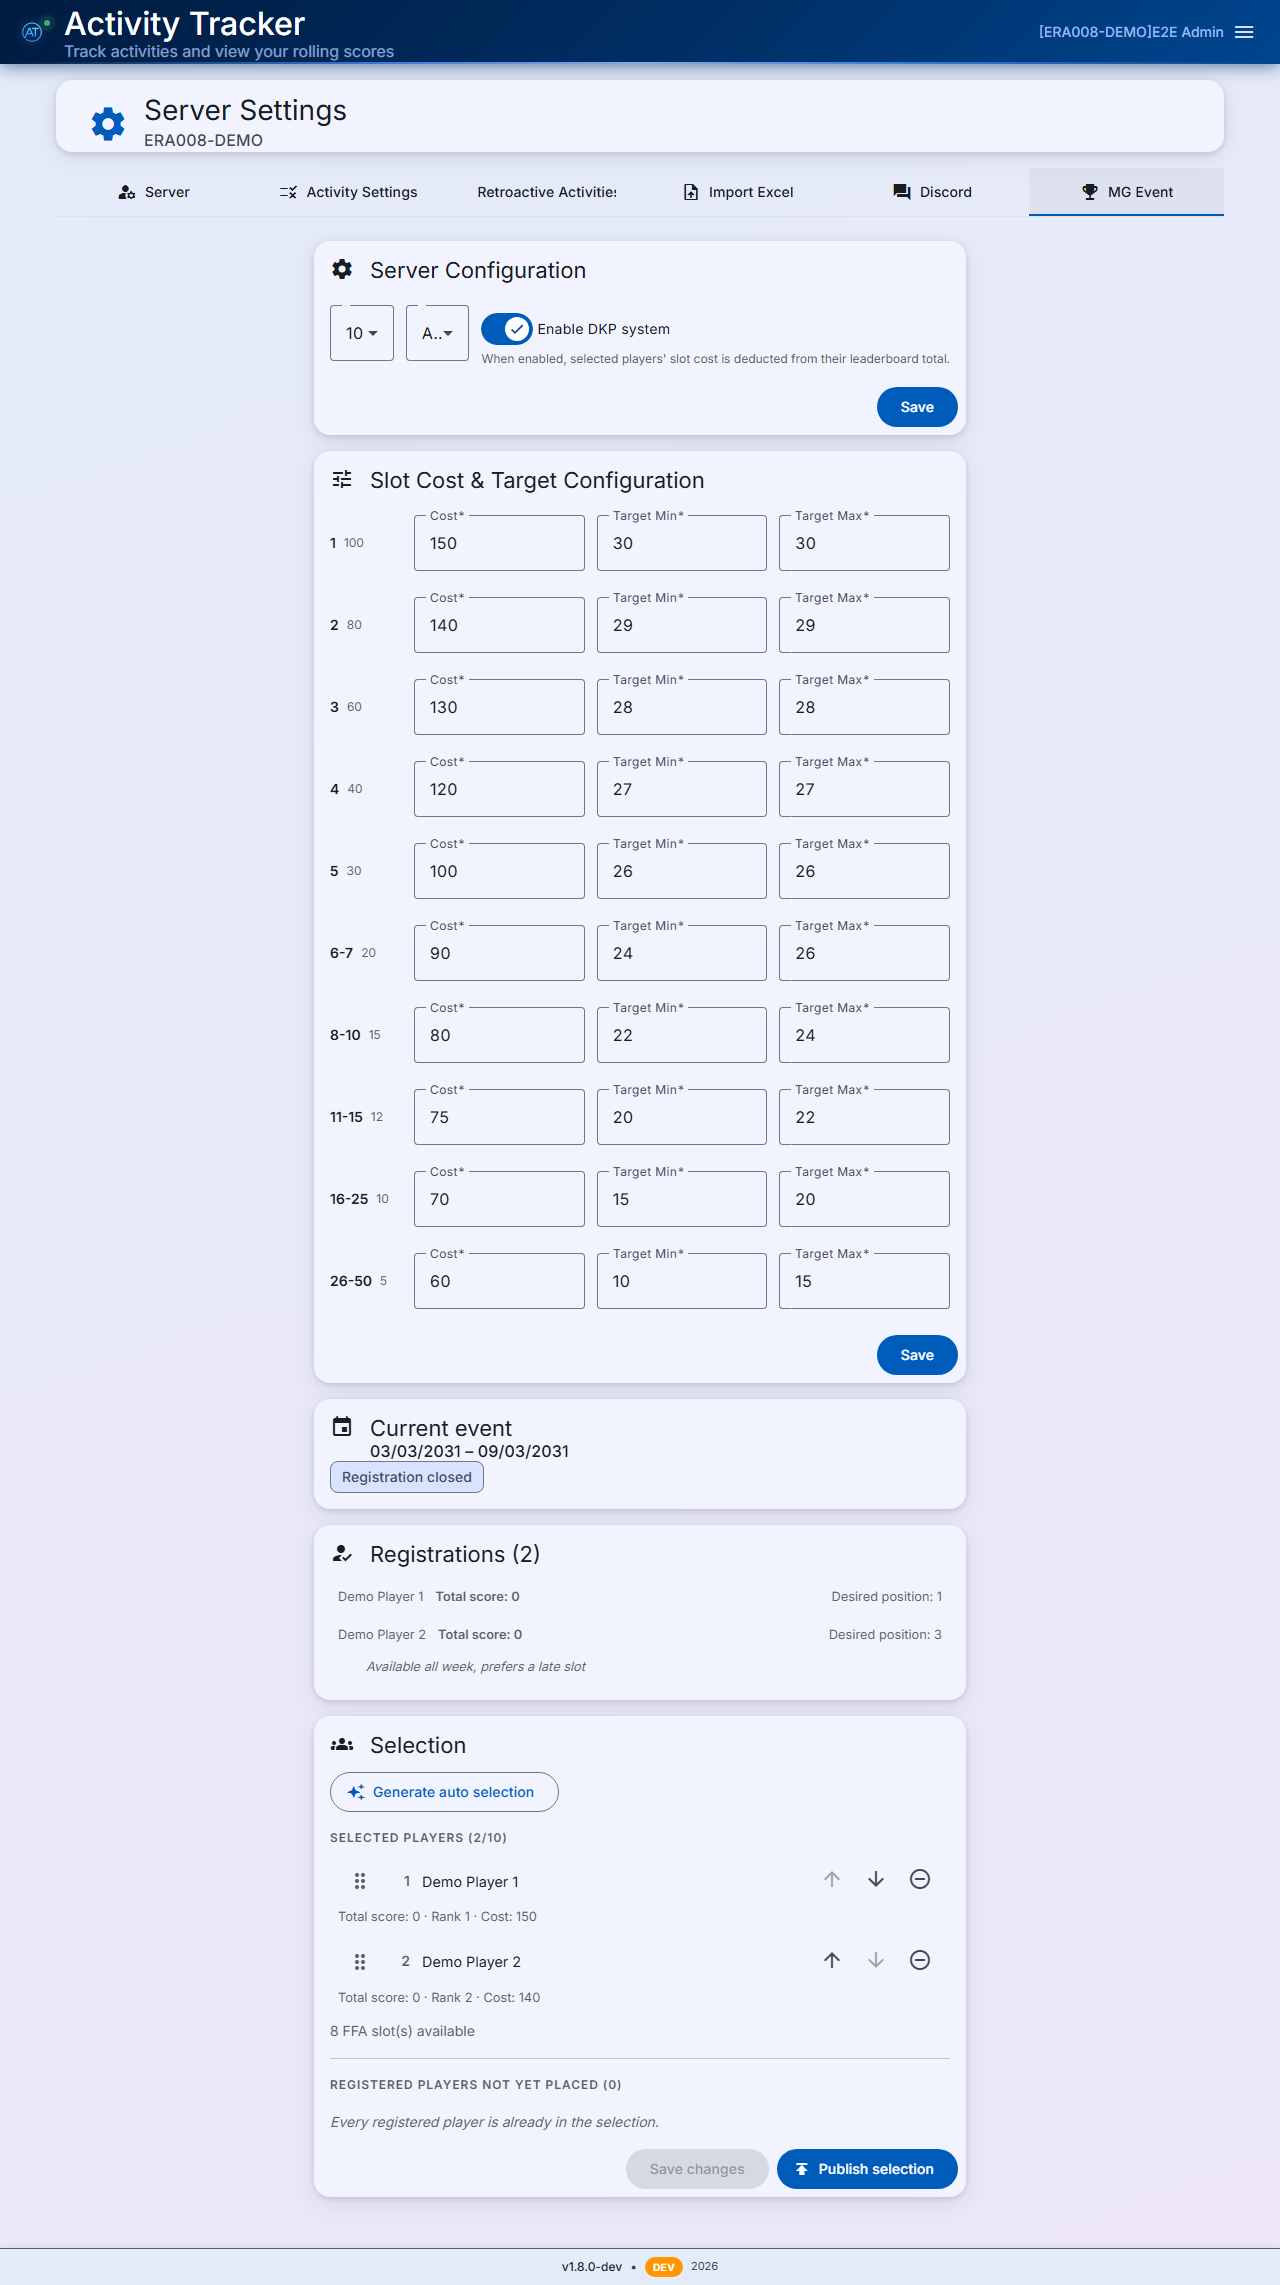 AT
Activity Tracker
Track activities and view your rolling scores
[ERA008-DEMO]E2E Admin
Server Settings
ERA008-DEMO
Server
Activity Settings
Retroactive Activities
Import Excel
Discord
MG Event
Server Configuration
10
A..
Enable DKP system
When enabled, selected players' slot cost is deducted from their leaderboard total.
Save
Slot Cost & Target Configuration
1 100
Cost* 150
Target Min* 30
Target Max* 30
2 80
Cost* 140
Target Min* 29
Target Max* 29
3 60
Cost* 130
Target Min* 28
Target Max* 28
4 40
Cost* 120
Target Min* 27
Target Max* 27
5 30
Cost* 100
Target Min* 26
Target Max* 26
6-7 20
Cost* 90
Target Min* 24
Target Max* 26
8-10 15
Cost* 80
Target Min* 22
Target Max* 24
11-15 12
Cost* 75
Target Min* 20
Target Max* 22
16-25 10
Cost* 70
Target Min* 15
Target Max* 20
26-50 5
Cost* 60
Target Min* 10
Target Max* 15
Save
Current event
03/03/2031 – 09/03/2031
Registration closed
Registrations (2)
Demo Player 1 Total score: 0
Desired position: 1
Demo Player 2 Total score: 0
Desired position: 3
Available all week, prefers a late slot
Selection
Generate auto selection
SELECTED PLAYERS (2/10)
1 Demo Player 1
Total score: 0 · Rank 1 · Cost: 150
2 Demo Player 2
Total score: 0 · Rank 2 · Cost: 140
8 FFA slot(s) available
REGISTERED PLAYERS NOT YET PLACED (0)
Every registered player is already in the selection.
Save changes
Publish selection
v1.8.0-dev • DEV 2026